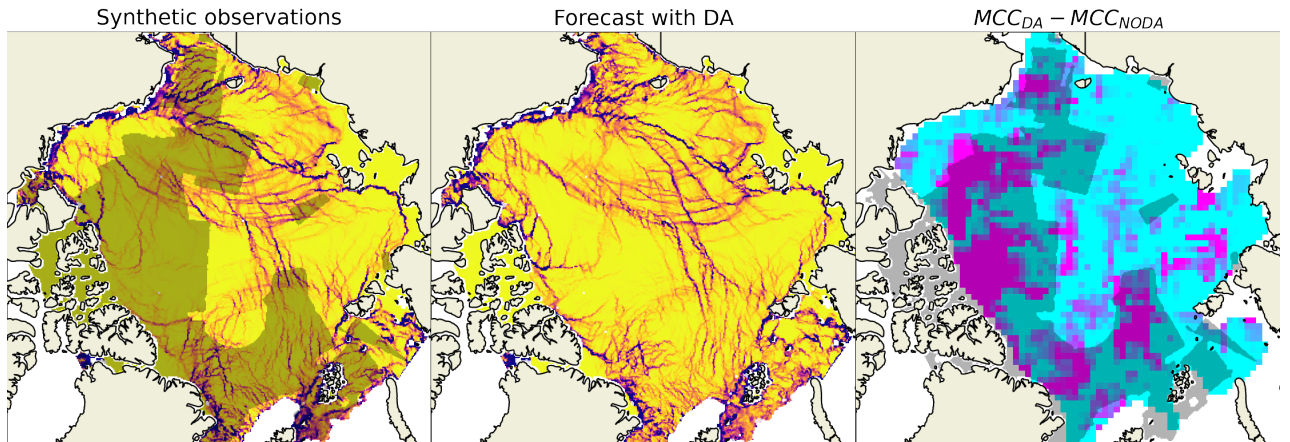 Synthetic observations
Forecast with DA
MCC_DA − MCC_NODA